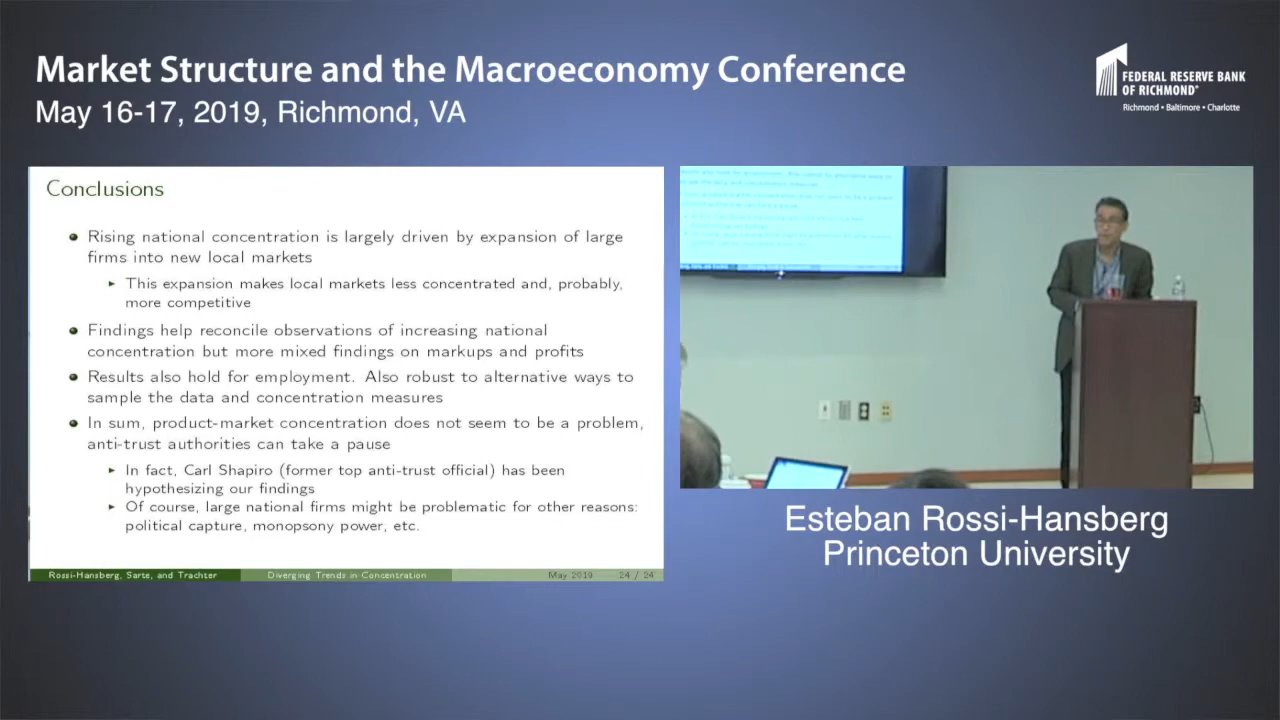 Market Structure and the Macroeconomy Conference
May 16-17, 2019, Richmond, VA
FEDERAL RESERVE BANK
OF RICHMOND®
Richmond • Baltimore • Charlotte
Conclusions
Rising national concentration is largely driven by expansion of large
firms into new local markets
This expansion makes local markets less concentrated and, probably,
more competitive
Findings help reconcile observations of increasing national
concentration but more mixed findings on markups and profits
Results also hold for employment. Also robust to alternative ways to
sample the data and concentration measures
In sum, product-market concentration does not seem to be a problem,
anti-trust authorities can take a pause
In fact, Carl Shapiro (former top anti-trust official) has been
hypothesizing our findings
Of course, large national firms might be problematic for other reasons:
political capture, monopsony power, etc.
Rossi-Hansberg, Sarte, and Trachter
Diverging Trends in Concentration
May 2019
24 / 24
Esteban Rossi-Hansberg
Princeton University